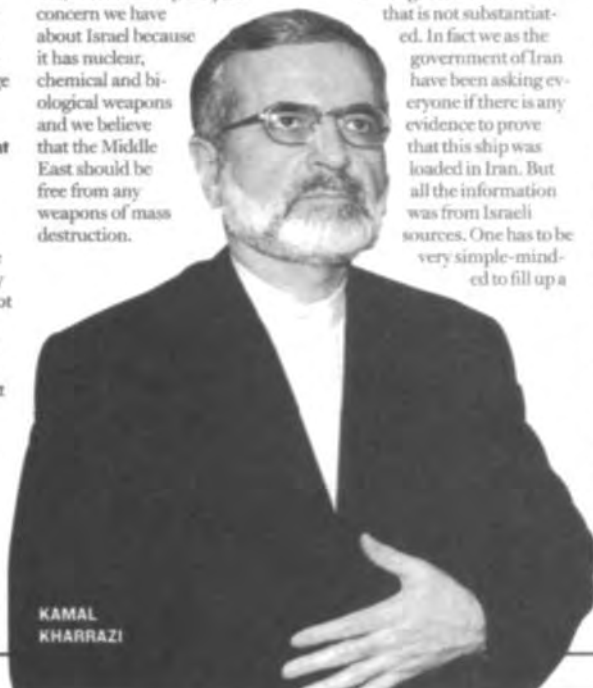 concern we have
about Israel because
it has nuclear,
chemical and bi-
ological weapons
and we believe
that the Middle
East should be
free from any
weapons of mass
destruction.
that is not substantiat-
ed. In fact we as the
government of Iran
have been asking ev-
eryone if there is any
evidence to prove
that this ship was
loaded in Iran. But
all the information
was from Israeli
sources. One has to be
very simple-mind-
ed to fill up a
KAMAL
KHARRAZI